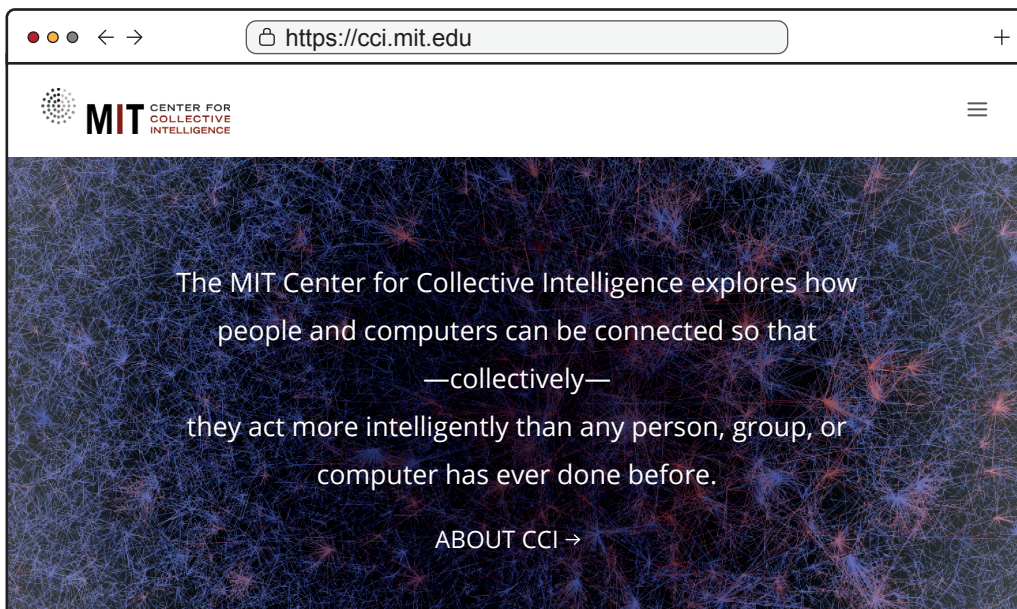 https://cci.mit.edu
MIT
CENTER FOR
COLLECTIVE
INTELLIGENCE
The MIT Center for Collective Intelligence explores how
people and computers can be connected so that
—collectively—
they act more intelligently than any person, group, or
computer has ever done before.
ABOUT CCI →